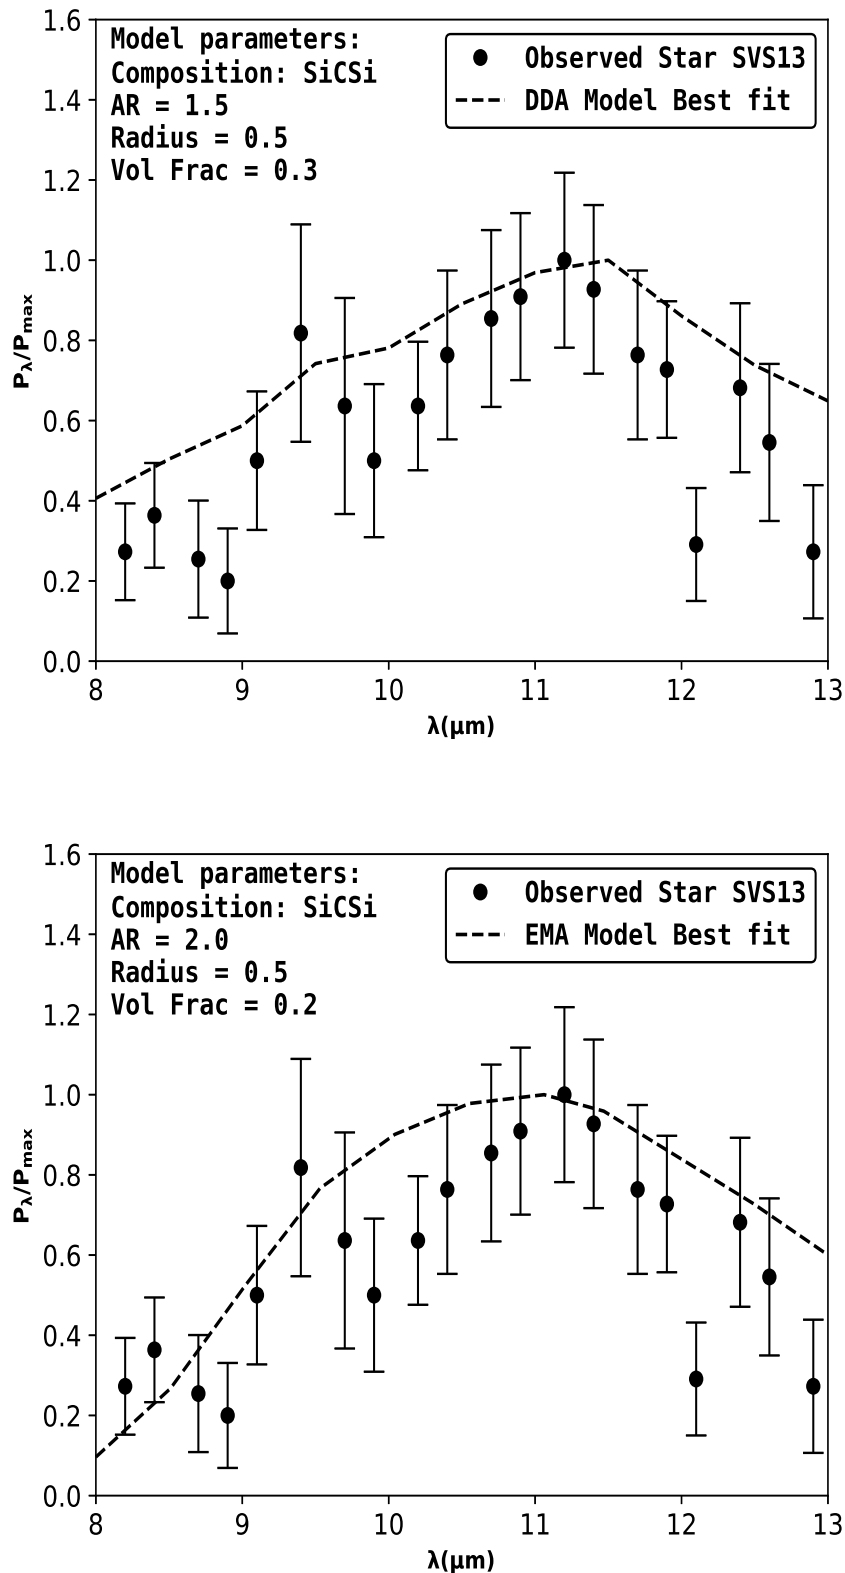 1.6
1.4
1.2
1.0
0.8
0.6
0.4
0.2
0.0
Pλ/Pmax
Model parameters:
Composition: SiCSi
AR = 1.5
Radius = 0.5
Vol Frac = 0.3
Observed Star SVS13
DDA Model Best fit
8 9 10 11 12 13
λ(μm)
1.6
1.4
1.2
1.0
0.8
0.6
0.4
0.2
0.0
Pλ/Pmax
Model parameters:
Composition: SiCSi
AR = 2.0
Radius = 0.5
Vol Frac = 0.2
Observed Star SVS13
EMA Model Best fit
8 9 10 11 12 13
λ(μm)